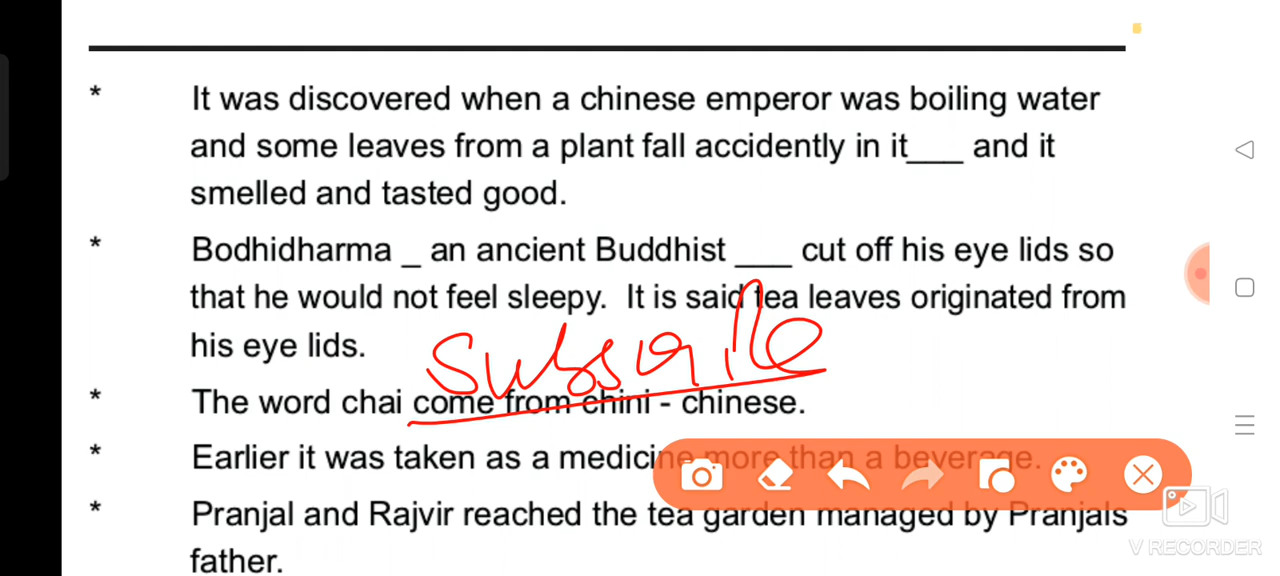 * It was discovered when a chinese emperor was boiling water
and some leaves from a plant fall accidently in it___ and it
smelled and tasted good.
* Bodhidharma _ an ancient Buddhist ___ cut off his eye lids so
that he would not feel sleepy. It is said tea leaves originated from
his eye lids.
Subscribe
* The word chai come from chini - chinese.
* Earlier it was taken as a medicine more than a beverage.
* Pranjal and Rajvir reached the tea garden managed by Pranjals
father.
V RECORDER